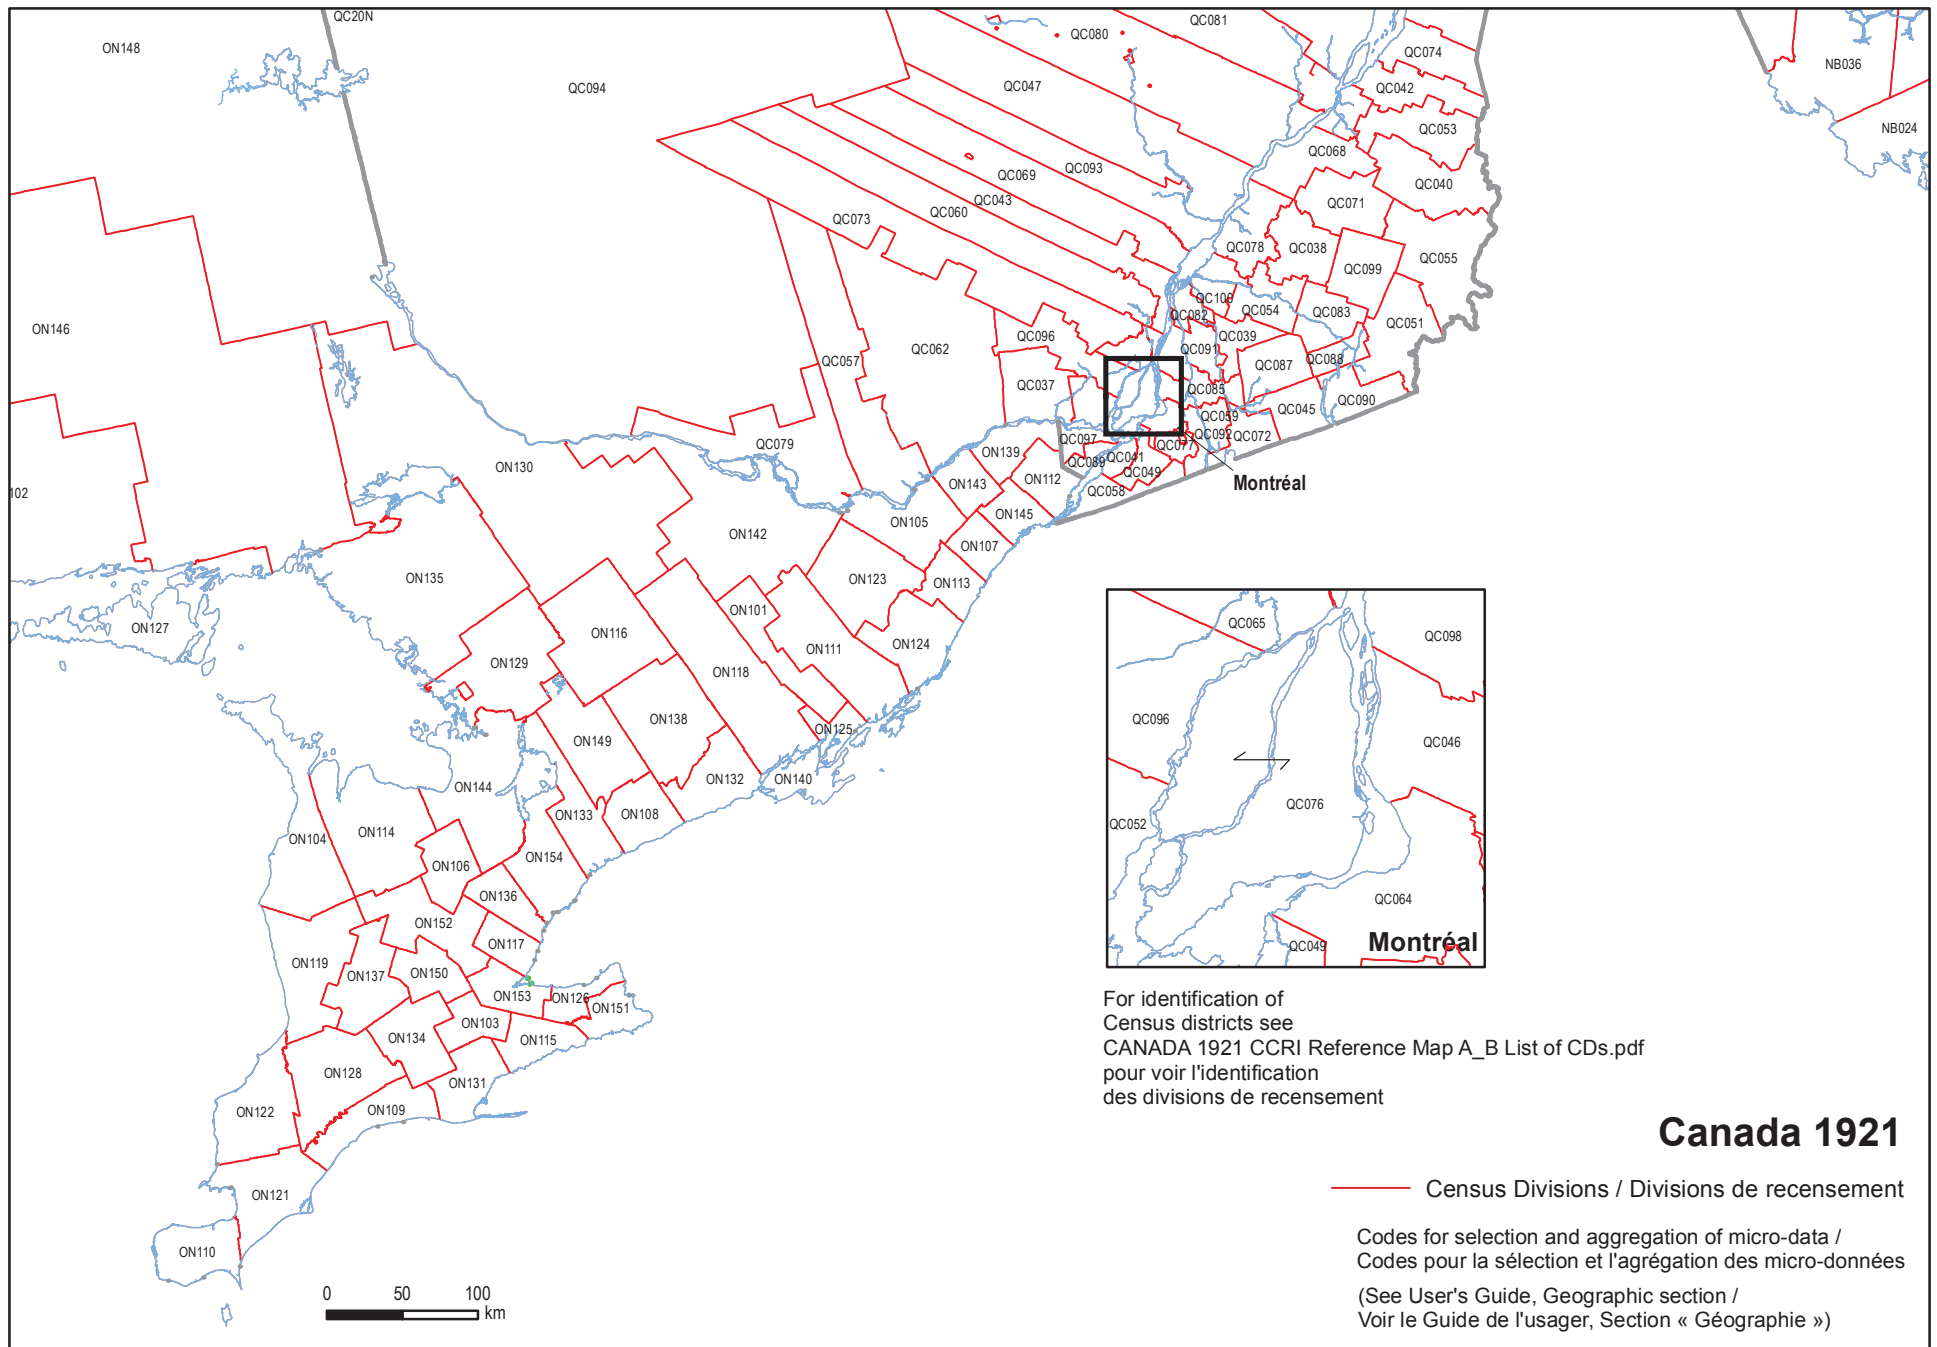 QC20N
ON148
QC094
QC080
QC081
QC074
QC047
QC042
NB036
QC053
NB024
QC068
QC093
QC069
QC040
QC043
QC071
QC060
QC073
QC078
QC038
QC055
QC099
QC100
QC054
QC083
QC082
QC051
ON146
QC096
QC039
QC062
QC091
QC057
QC088
QC087
QC037
QC085
QC090
QC045
QC059
QC079
QC097
QC092
QC072
QC077
ON139
QC041
QC089
QC049
ON130
ON112
Montréal
ON143
QC058
102
ON145
ON105
ON142
ON107
ON135
ON123
ON113
ON101
ON127
ON116
ON111
ON124
ON129
ON118
ON138
ON125
ON149
ON132
ON140
ON144
ON133
ON108
ON114
ON104
ON154
ON106
ON136
ON152
ON117
ON119
ON137
ON150
ON153
ON126
ON151
ON103
ON134
ON115
ON128
ON131
ON122
ON109
ON121
ON110
QC065
QC098
QC096
QC046
QC076
QC052
QC064
QC049
Montréal
For identification of
Census districts see
CANADA 1921 CCRI Reference Map A_B List of CDs.pdf
pour voir l'identification
des divisions de recensement
Canada 1921
Census Divisions / Divisions de recensement
Codes for selection and aggregation of micro-data /
Codes pour la sélection et l'agrégation des micro-données
(See User's Guide, Geographic section /
Voir le Guide de l'usager, Section « Géographie »)
0 50 100
km